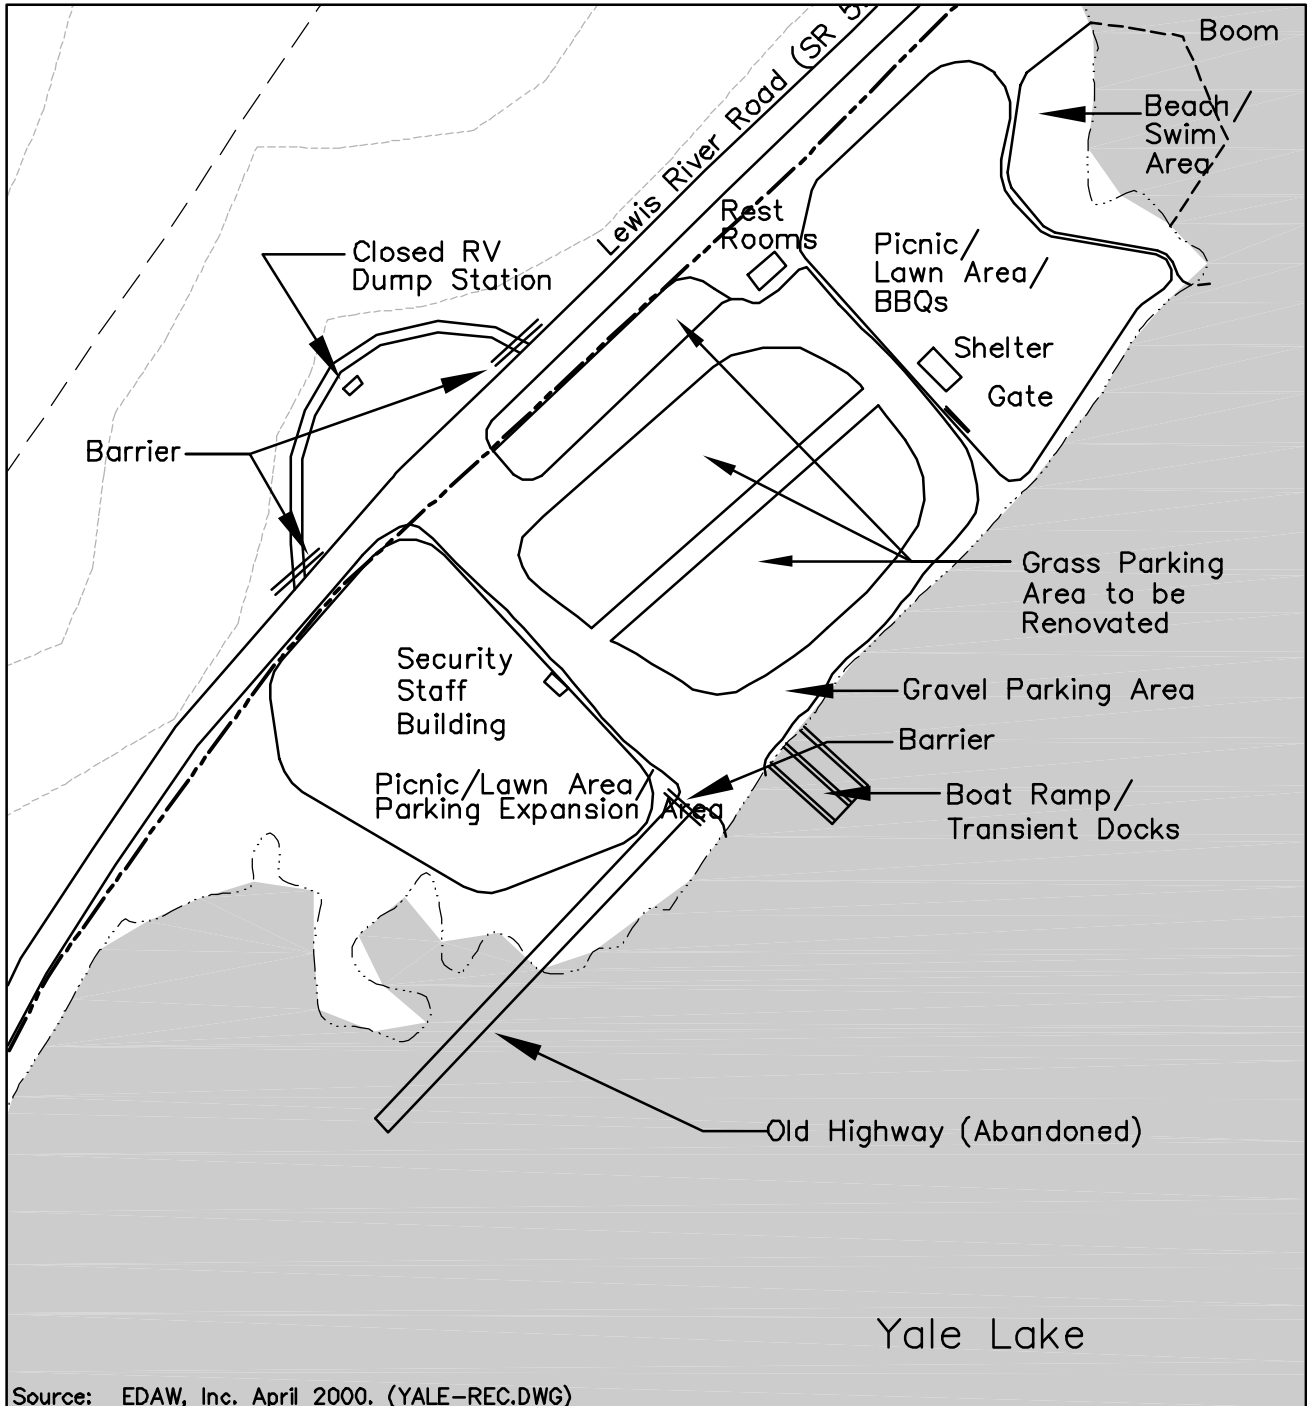 Boom
Lewis River Road (SR
Beach/
Swim
Area
Rest
Rooms
Picnic/
Lawn Area/
BBQs
Closed RV
Dump Station
Shelter
Gate
Barrier
Grass Parking
Area to be
Renovated
Security
Staff
Building
Gravel Parking Area
Barrier
Picnic/Lawn Area/
Parking Expansion Area
Boat Ramp/
Transient Docks
Old Highway (Abandoned)
Yale Lake
Source: EDAW, Inc. April 2000. (YALE-REC.DWG)